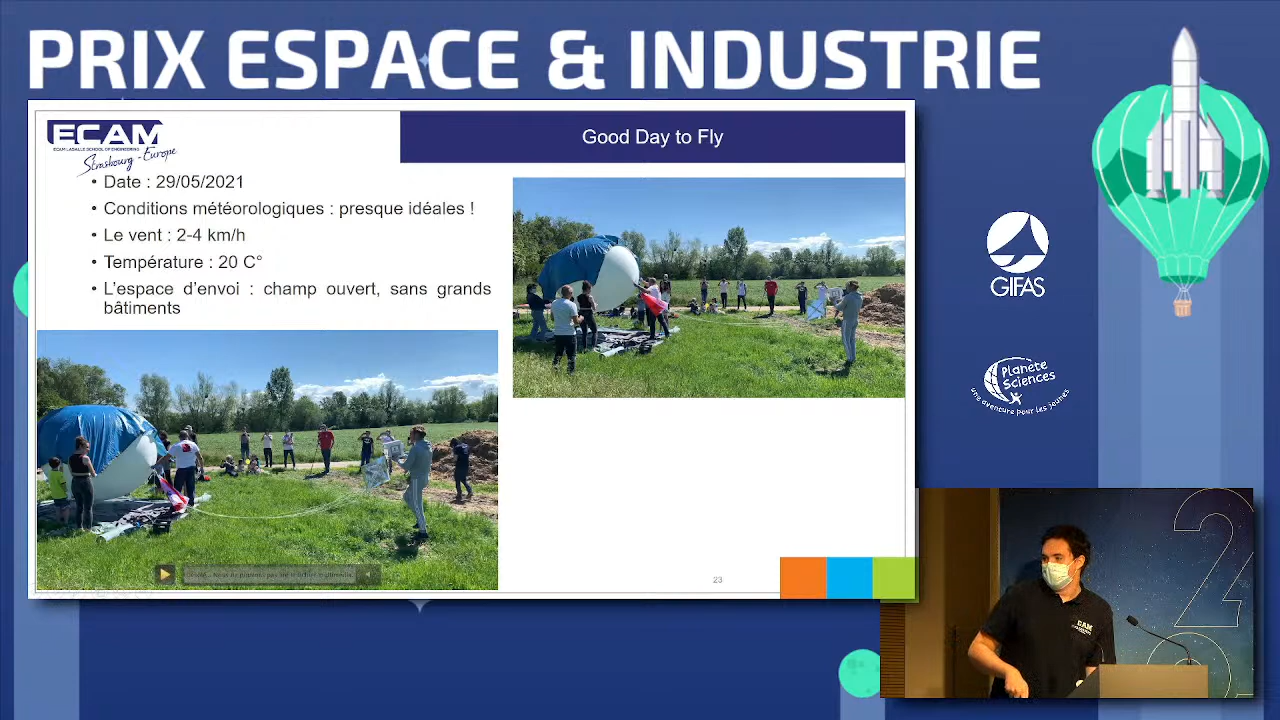 PRIX ESPACE & INDUSTRIE
ECAM
ECAM LASALLE SCHOOL OF ENGINEERING
Strasbourg - Europe
Good Day to Fly
• Date : 29/05/2021
• Conditions météorologiques : presque idéales !
• Le vent : 2-4 km/h
• Température : 20 C°
• L'espace d'envoi : champ ouvert, sans grands
bâtiments
23
GIFAS
Planète
Sciences
une aventure pour les jeunes
ECAM